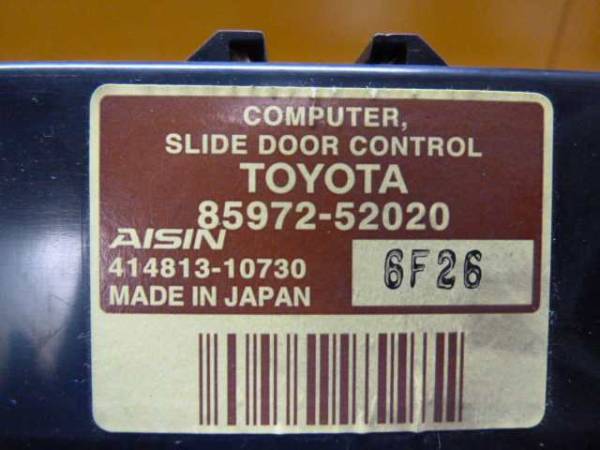 COMPUTER,
SLIDE DOOR CONTROL
TOYOTA
85972-52020
AISIN
414813-10730
MADE IN JAPAN
6F26